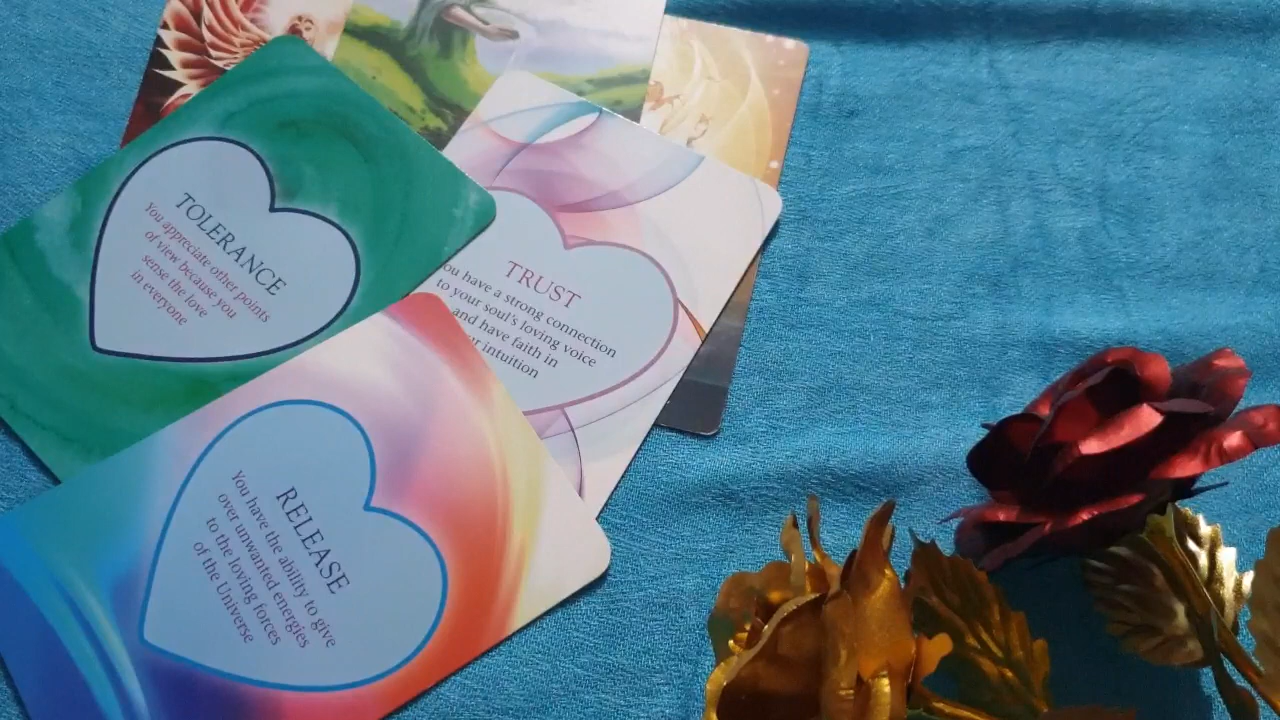 TOLERANCE
You appreciate other points
of view because you
sense the love
in everyone
TRUST
ou have a strong connection
to your soul's loving voice
and have faith in
r intuition
RELEASE
You have the ability to give
over unwanted energies
to the loving forces
of the Universe